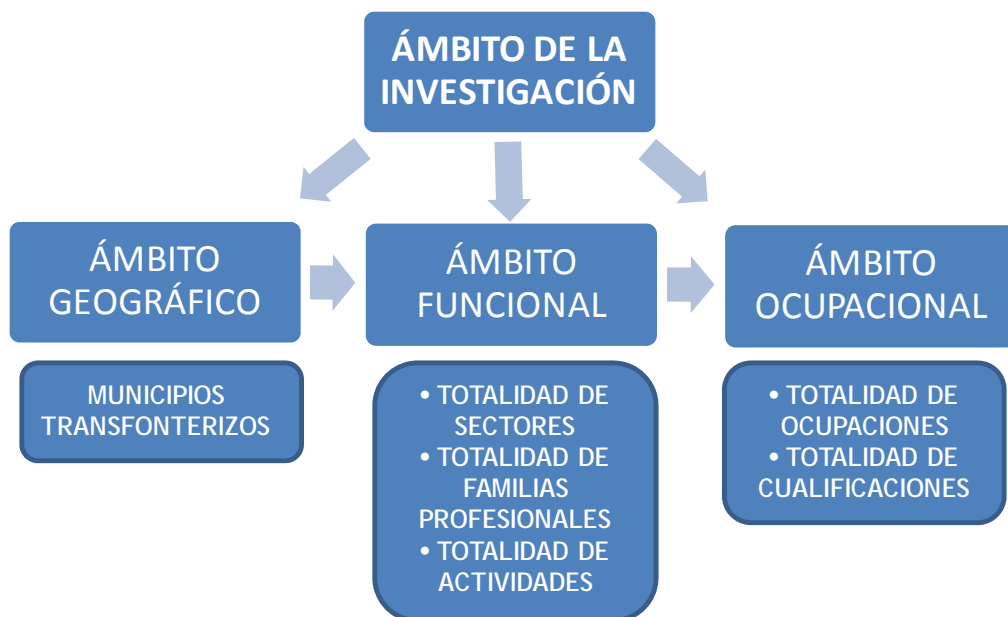 ÁMBITO DE LA
INVESTIGACIÓN
ÁMBITO
GEOGRÁFICO
ÁMBITO
FUNCIONAL
ÁMBITO
OCUPACIONAL
MUNICIPIOS
TRANSFONTERIZOS
• TOTALIDAD DE
SECTORES
• TOTALIDAD DE
FAMILIAS
PROFESIONALES
• TOTALIDAD DE
ACTIVIDADES
• TOTALIDAD DE
OCUPACIONES
• TOTALIDAD DE
CUALIFICACIONES